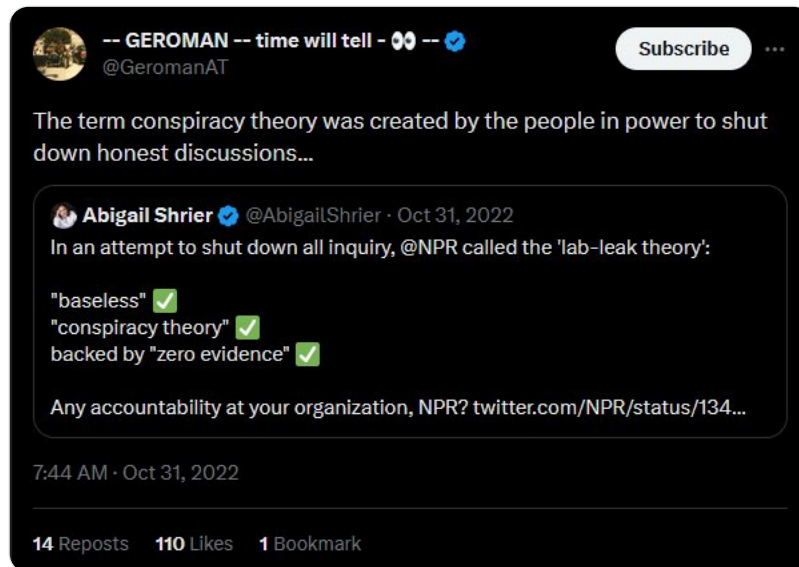 -- GEROMAN -- time will tell - 👀 --
@GeromanAT
Subscribe
The term conspiracy theory was created by the people in power to shut
down honest discussions...
Abigail Shrier @AbigailShrier · Oct 31, 2022
In an attempt to shut down all inquiry, @NPR called the 'lab-leak theory':
"baseless" ✅
"conspiracy theory" ✅
backed by "zero evidence" ✅
Any accountability at your organization, NPR? twitter.com/NPR/status/134...
7:44 AM · Oct 31, 2022
14 Reposts 110 Likes 1 Bookmark